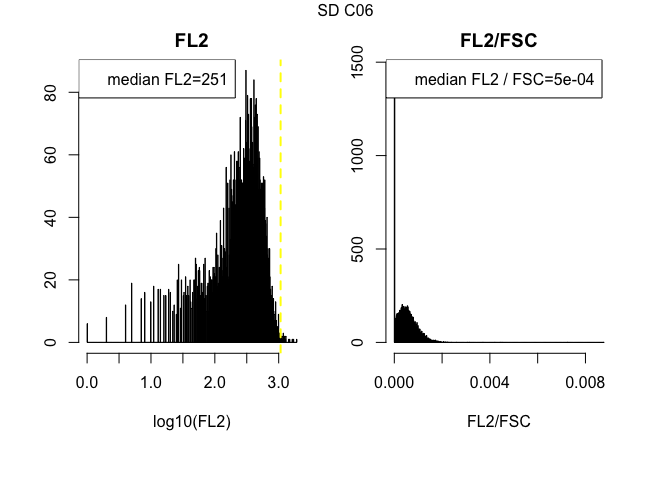 SD C06
FL2
median FL2=251
0 20 40 60 80
0.0 1.0 2.0 3.0
log10(FL2)
FL2/FSC
median FL2 / FSC=5e-04
0 500 1000 1500
0.000 0.004 0.008
FL2/FSC